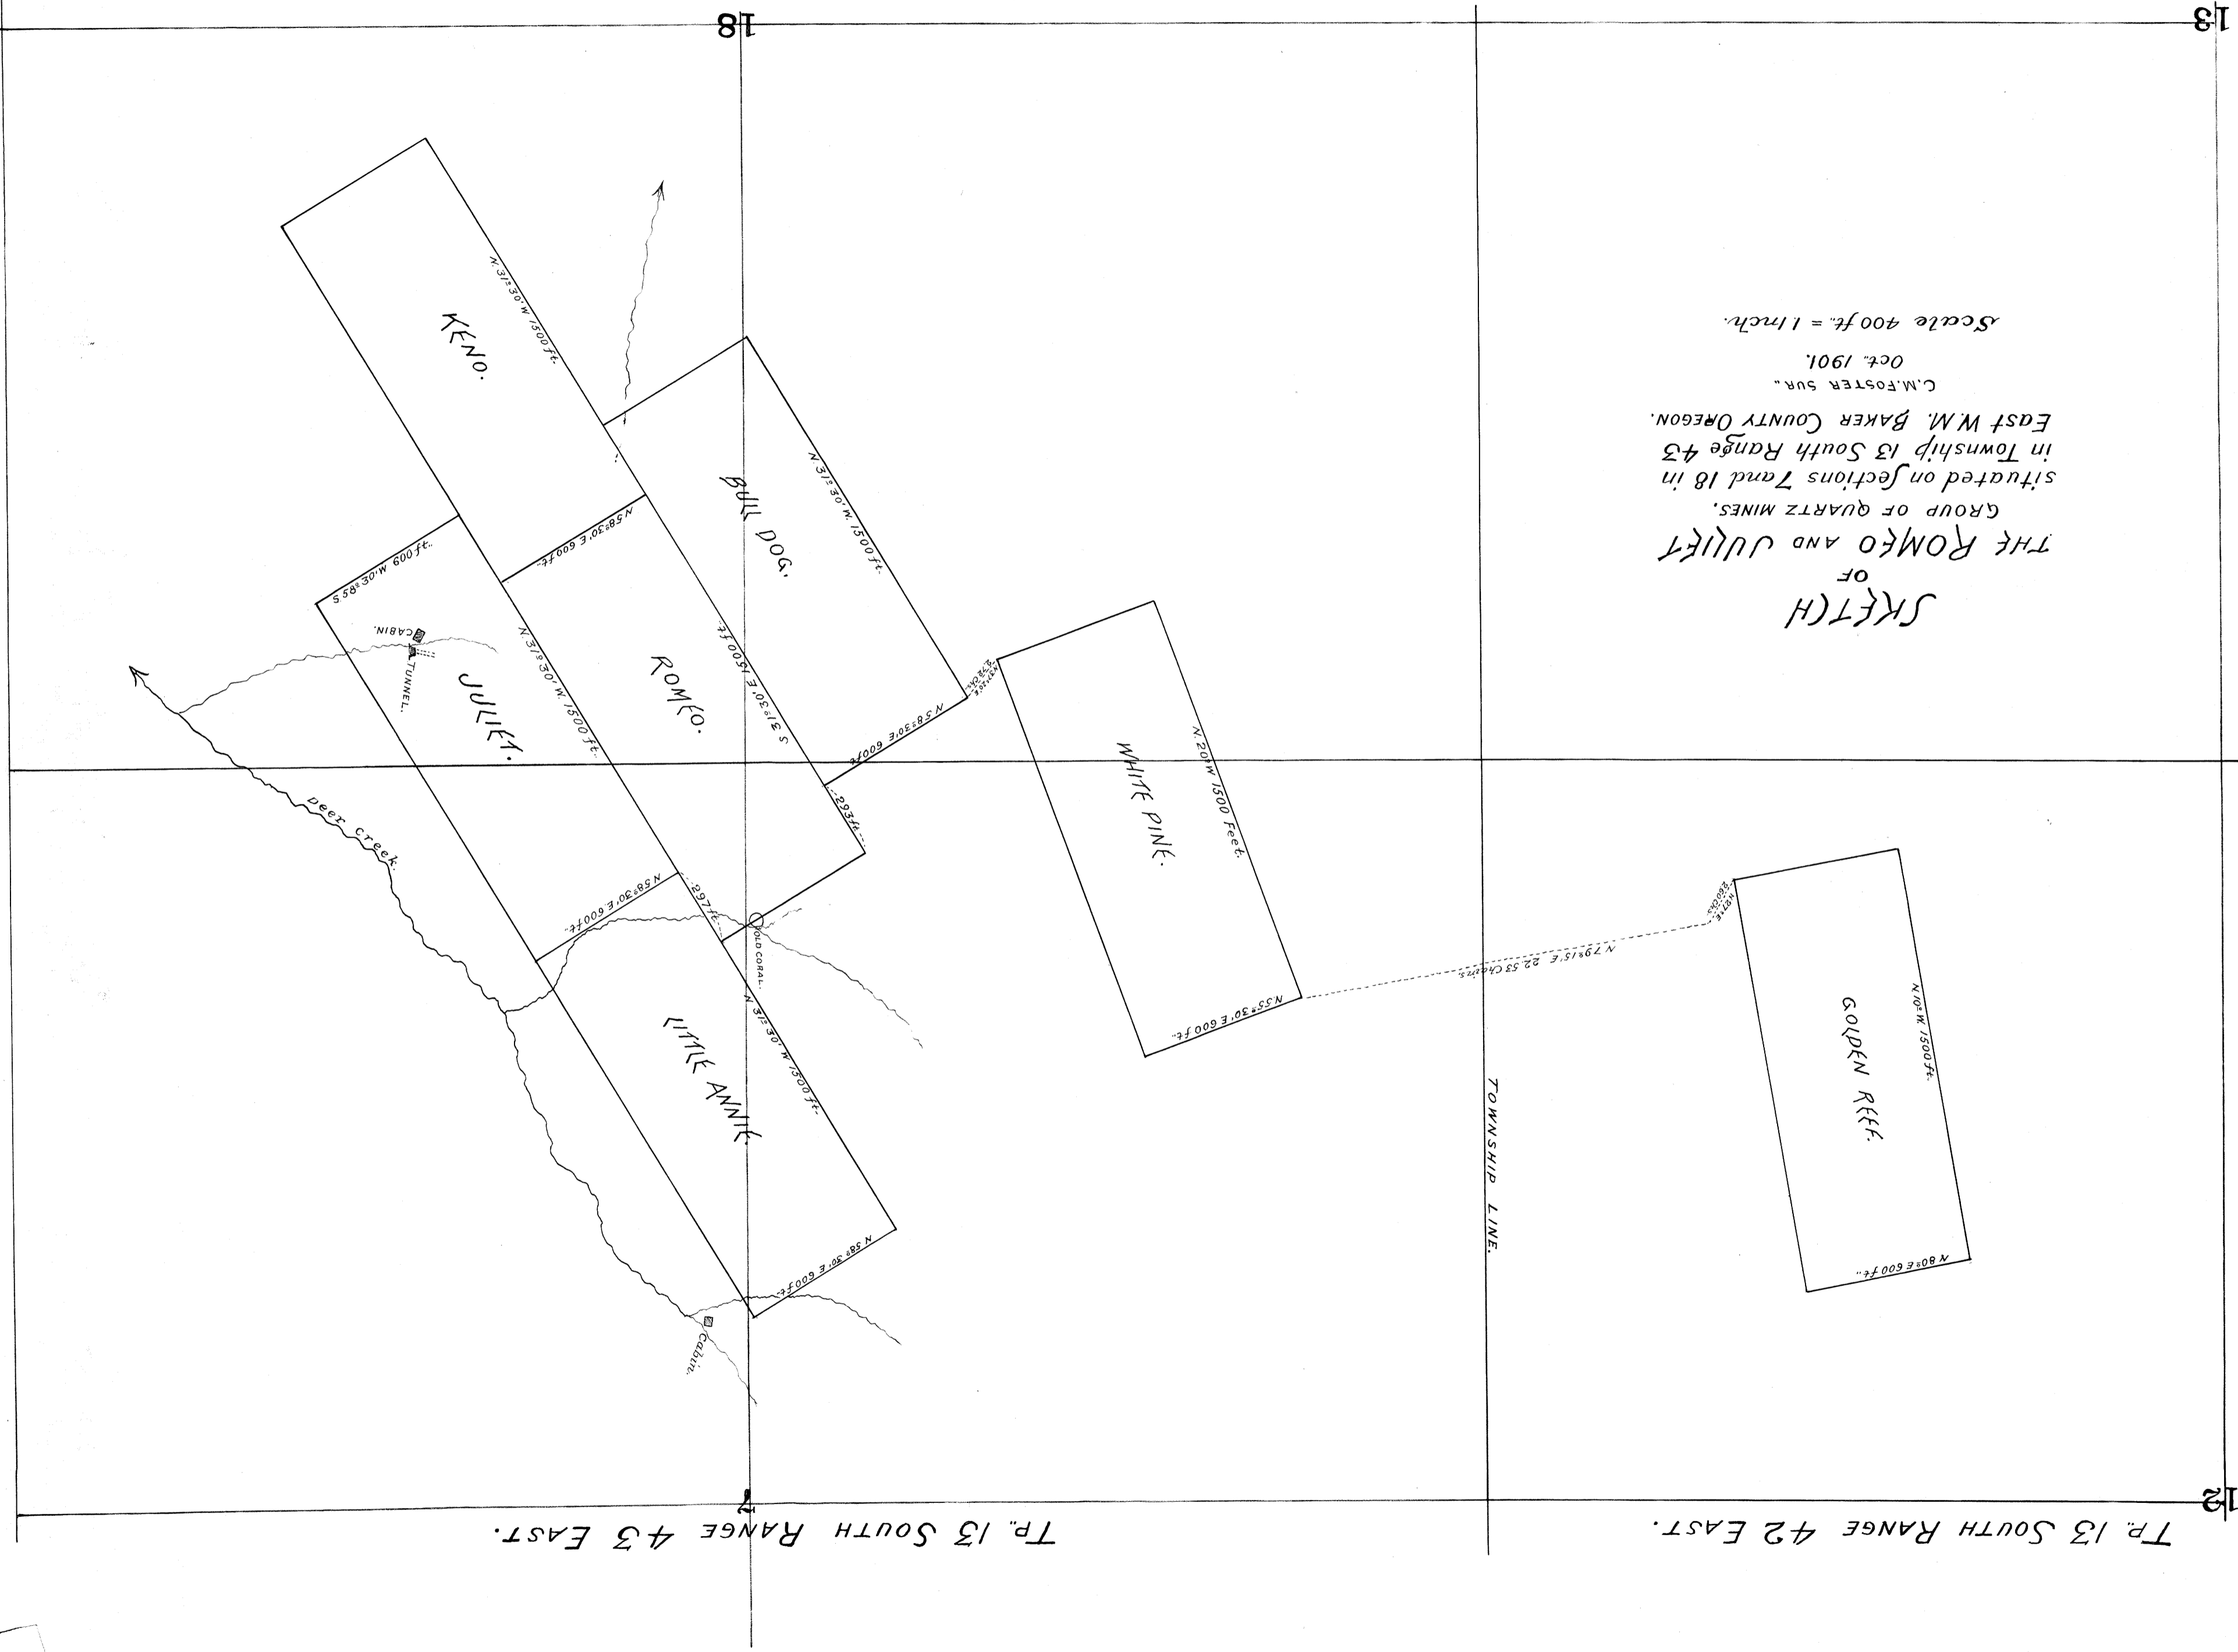 TP. 13 SOUTH RANGE 42 EAST.
TP. 13 SOUTH RANGE 43 EAST.
12
7
Cabin.
N 80° E 600 ft.
N 10° W. 1500 ft.
GOLDEN REEF.
N 27° E
2.60 Chs.
N 79° 15' E 22.53 Chains.
TOWNSHIP LINE.
N 55° 30' E 600 ft.
N. 20° W 1500 Feet.
WHITE PINE.
N 58° 30' E 600 ft.
N 31° 30' W 1500 ft.
LITTLE ANNIE.
OLD CORAL.
297 ft.
293 ft.
N 58° 30' E 600 ft.
Deer creek.
N 58° 30' E 600 ft.
N. 31° 30' W. 1500 ft.
BULL DOG.
S 31° 30' E 1500 ft.
ROMEO.
N 58° 30' E 600 ft.
N. 31° 30' W. 1500 ft.
JULIET.
TUNNEL.
CABIN.
S 58° 30' W. 600 ft.
N. 31° 30' W 1500 ft.
KENO.
SKETCH
OF
THE ROMEO AND JULIET
GROUP OF QUARTZ MINES.
situated on Sections 7 and 18 in
in Township 13 South Range 43
East W.M. BAKER COUNTY OREGON.
C.M. FOSTER SUR.
Oct. 1901.
Scale 400 ft. = 1 Inch.
13
18